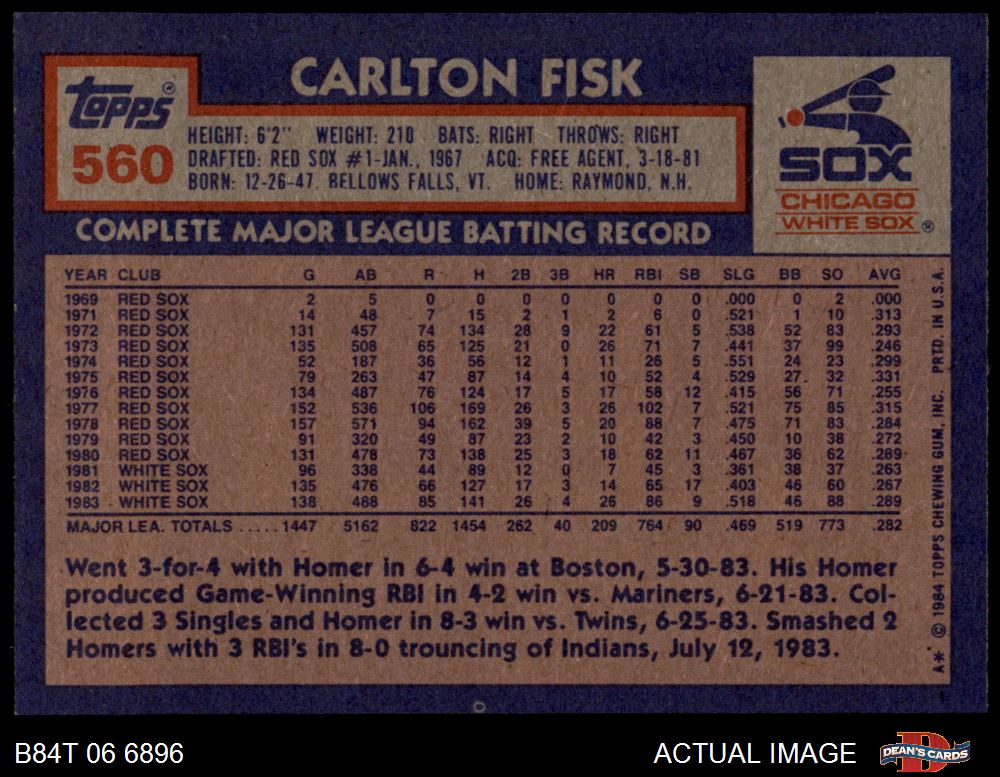 CARLTON FISK
Topps®
560
HEIGHT: 6'2" WEIGHT: 210 BATS: RIGHT THROWS: RIGHT
DRAFTED: RED SOX #1-JAN., 1967 ACQ: FREE AGENT, 3-18-81
BORN: 12-26-47, BELLOWS FALLS, VT. HOME: RAYMOND, N.H.
SOX
CHICAGO
WHITE SOX®
COMPLETE MAJOR LEAGUE BATTING RECORD
YEAR CLUB G AB R H 2B 3B HR RBI SB SLG BB SO AVG
1969 RED SOX 2 5 0 0 0 0 0 0 0 .000 0 2 .000
1971 RED SOX 14 48 7 15 2 1 2 6 0 .521 1 10 .313
1972 RED SOX 131 457 74 134 28 9 22 61 5 .538 52 83 .293
1973 RED SOX 135 508 65 125 21 0 26 71 7 .441 37 99 .246
1974 RED SOX 52 187 36 56 12 1 11 26 5 .551 24 23 .299
1975 RED SOX 79 263 47 87 14 4 10 52 4 .529 27 32 .331
1976 RED SOX 134 487 76 124 17 5 17 58 12 .415 56 71 .255
1977 RED SOX 152 536 106 169 26 3 26 102 7 .521 75 85 .315
1978 RED SOX 157 571 94 162 39 5 20 88 7 .475 71 83 .284
1979 RED SOX 91 320 49 87 23 2 10 42 3 .450 10 38 .272
1980 RED SOX 131 478 73 138 25 3 18 62 11 .467 36 62 .289
1981 WHITE SOX 96 338 44 89 12 0 7 45 3 .361 38 37 .263
1982 WHITE SOX 135 476 66 127 17 3 14 65 17 .403 46 60 .267
1983 WHITE SOX 138 488 85 141 26 4 26 86 9 .518 46 88 .289
MAJOR LEA. TOTALS ..... 1447 5162 822 1454 262 40 209 764 90 .469 519 773 .282
Went 3-for-4 with Homer in 6-4 win at Boston, 5-30-83. His Homer
produced Game-Winning RBI in 4-2 win vs. Mariners, 6-21-83. Col-
lected 3 Singles and Homer in 8-3 win vs. Twins, 6-25-83. Smashed 2
Homers with 3 RBI's in 8-0 trouncing of Indians, July 12, 1983.
A* © 1984 TOPPS CHEWING GUM, INC. PRTD. IN U.S.A.
B84T 06 6896
ACTUAL IMAGE
DEAN'S CARDS